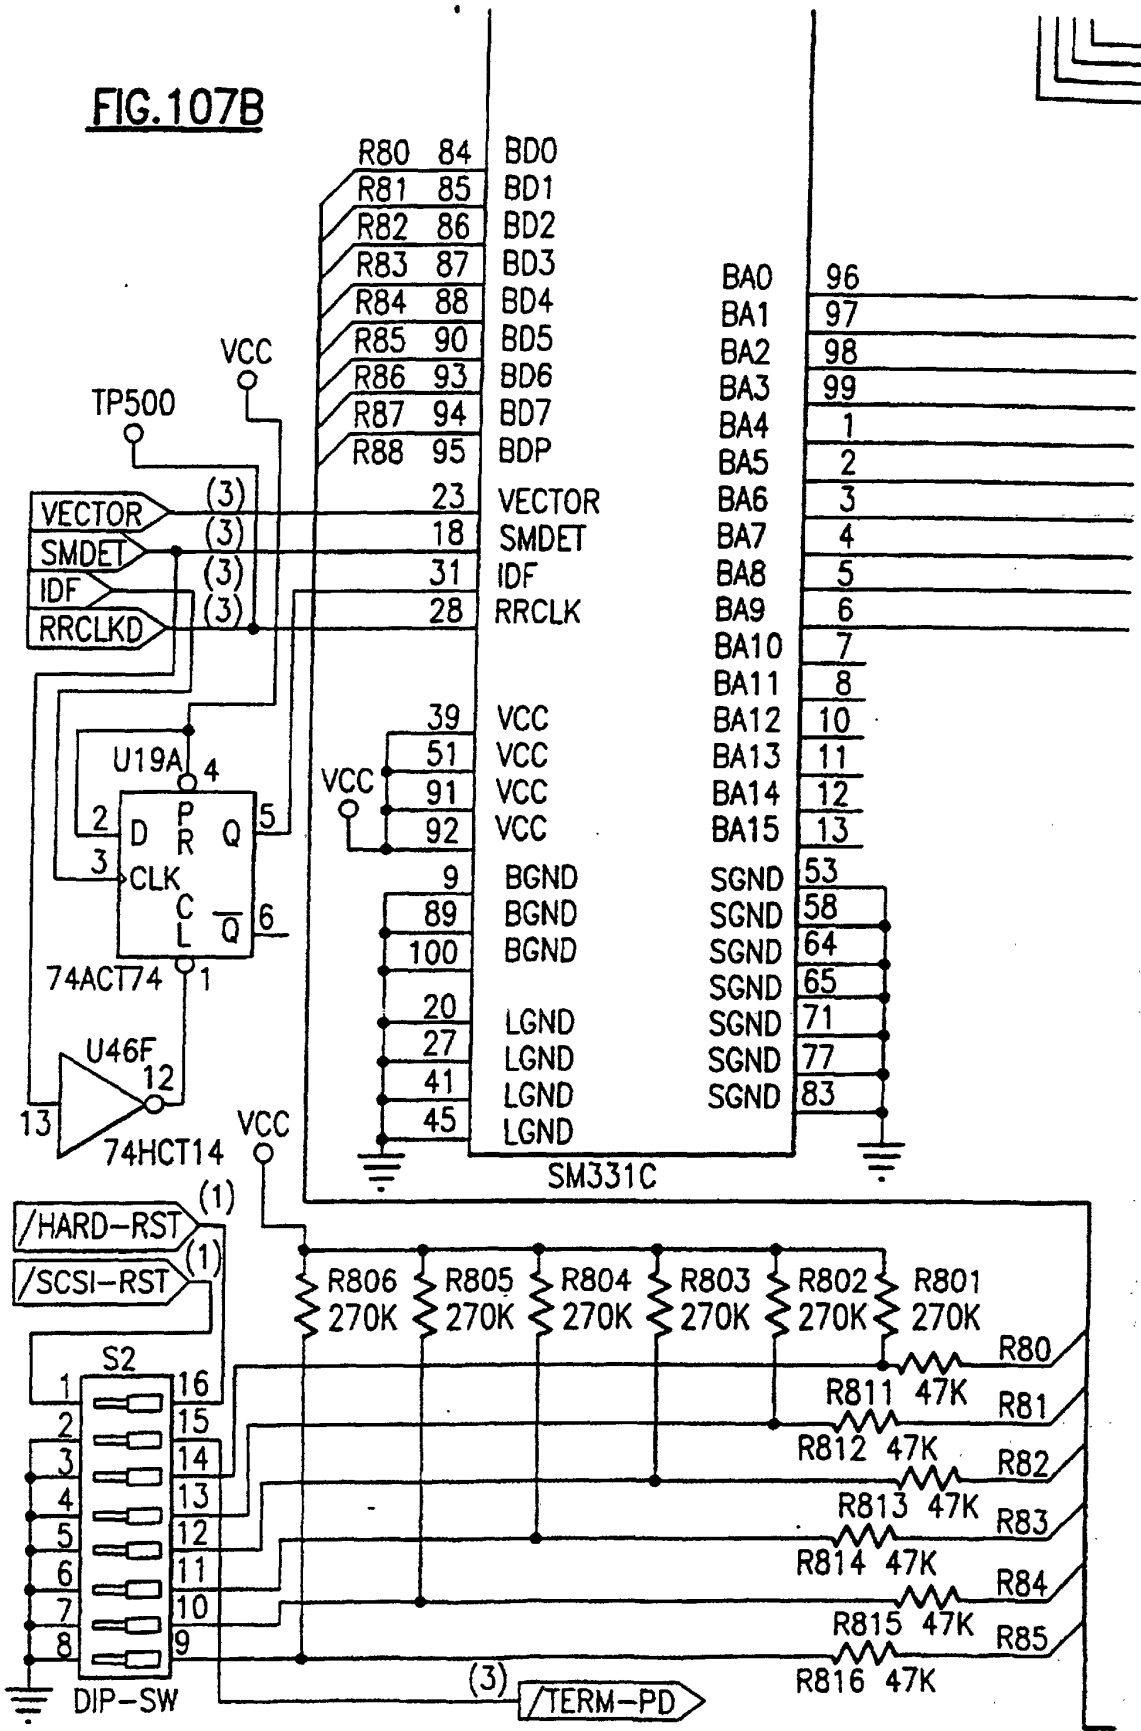 FIG.107B
R80 84 BD0
R81 85 BD1
R82 86 BD2
R83 87 BD3
R84 88 BD4
R85 90 BD5
R86 93 BD6
R87 94 BD7
R88 95 BDP
BA0 96
BA1 97
BA2 98
BA3 99
BA4 1
BA5 2
BA6 3
BA7 4
BA8 5
BA9 6
BA10 7
BA11 8
BA12 10
BA13 11
BA14 12
BA15 13
VCC
TP500
VECTOR (3) 23 VECTOR
SMDET (3) 18 SMDET
IDF (3) 31 IDF
RRCLKD (3) 28 RRCLK
39 VCC
51 VCC
91 VCC
92 VCC
VCC
U19A 4
2 D PR Q 5
3 CLK
CL Q 6
74ACT74 1
9 BGND
89 BGND
100 BGND
20 LGND
27 LGND
41 LGND
45 LGND
SGND 53
SGND 58
SGND 64
SGND 65
SGND 71
SGND 77
SGND 83
U46F
13 12
74HCT14
SM331C
VCC
/HARD-RST (1)
/SCSI-RST (1)
R806 270K
R805 270K
R804 270K
R803 270K
R802 270K
R801 270K
S2
1 16
2 15
3 14
4 13
5 12
6 11
7 10
8 9
DIP-SW
R80
R811 47K
R81
R812 47K
R82
R813 47K
R83
R814 47K
R84
R815 47K
R85
R816 47K
(3) /TERM-PD